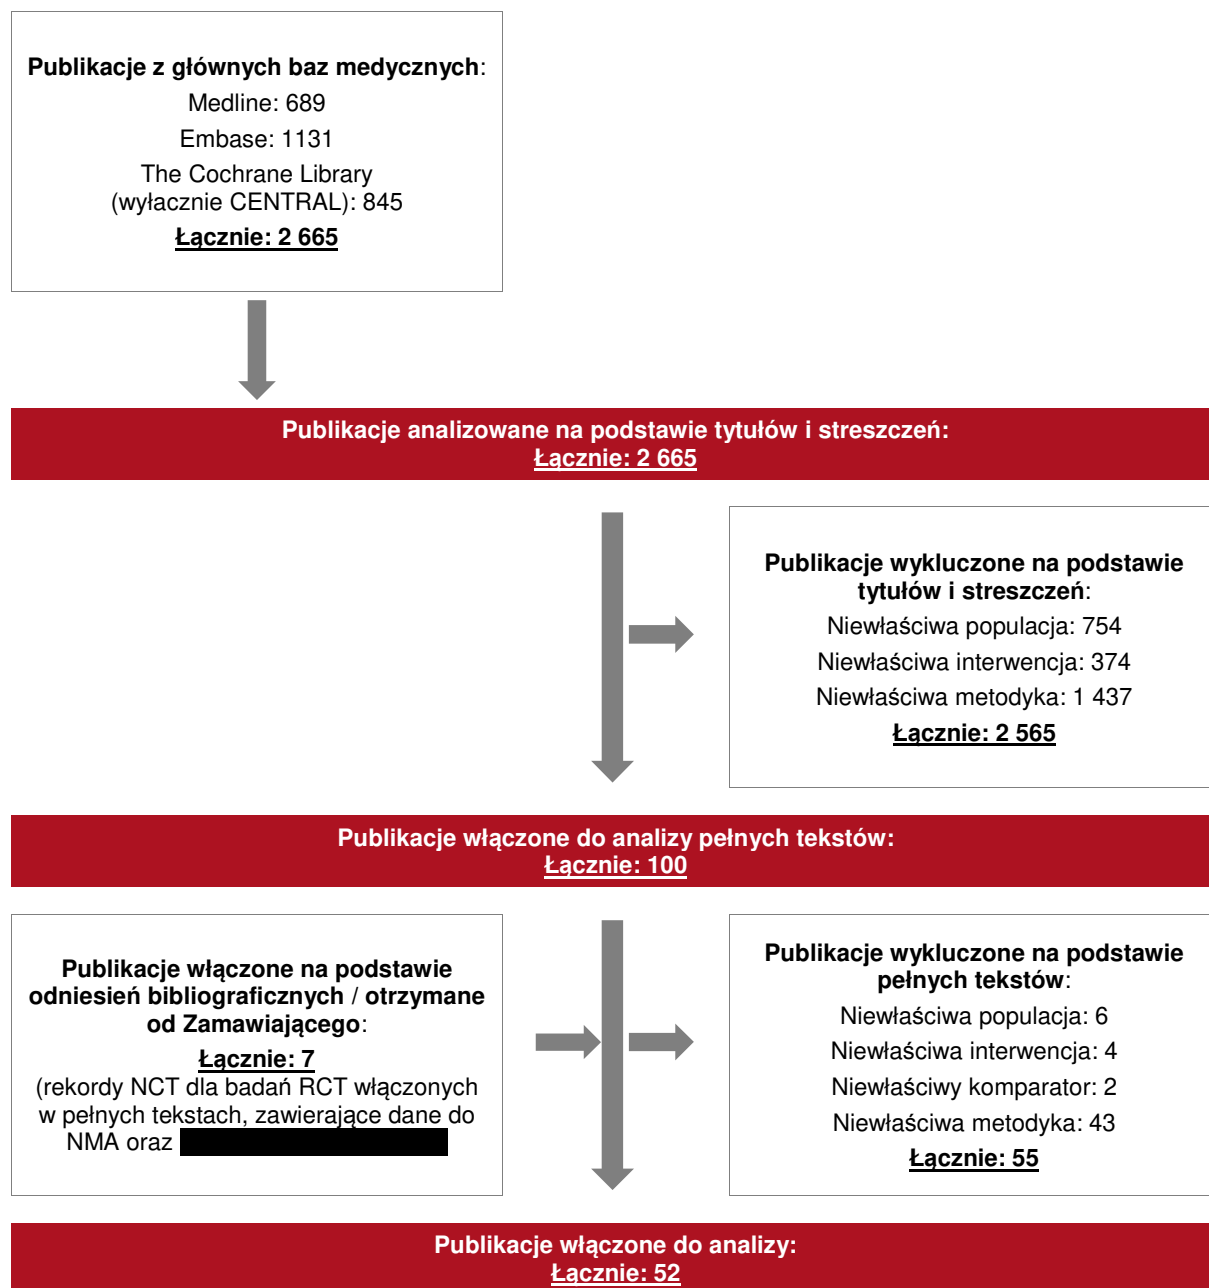 Publikacje z głównych baz medycznych:
Medline: 689
Embase: 1131
The Cochrane Library
(wyłacznie CENTRAL): 845
Łącznie: 2 665
Publikacje analizowane na podstawie tytułów i streszczeń:
Łącznie: 2 665
Publikacje wykluczone na podstawie
tytułów i streszczeń:
Niewłaściwa populacja: 754
Niewłaściwa interwencja: 374
Niewłaściwa metodyka: 1 437
Łącznie: 2 565
Publikacje włączone do analizy pełnych tekstów:
Łącznie: 100
Publikacje włączone na podstawie
odniesień bibliograficznych / otrzymane
od Zamawiającego:
Łącznie: 7
(rekordy NCT dla badań RCT włączonych
w pełnych tekstach, zawierające dane do
NMA oraz
Publikacje wykluczone na podstawie
pełnych tekstów:
Niewłaściwa populacja: 6
Niewłaściwa interwencja: 4
Niewłaściwy komparator: 2
Niewłaściwa metodyka: 43
Łącznie: 55
Publikacje włączone do analizy:
Łącznie: 52